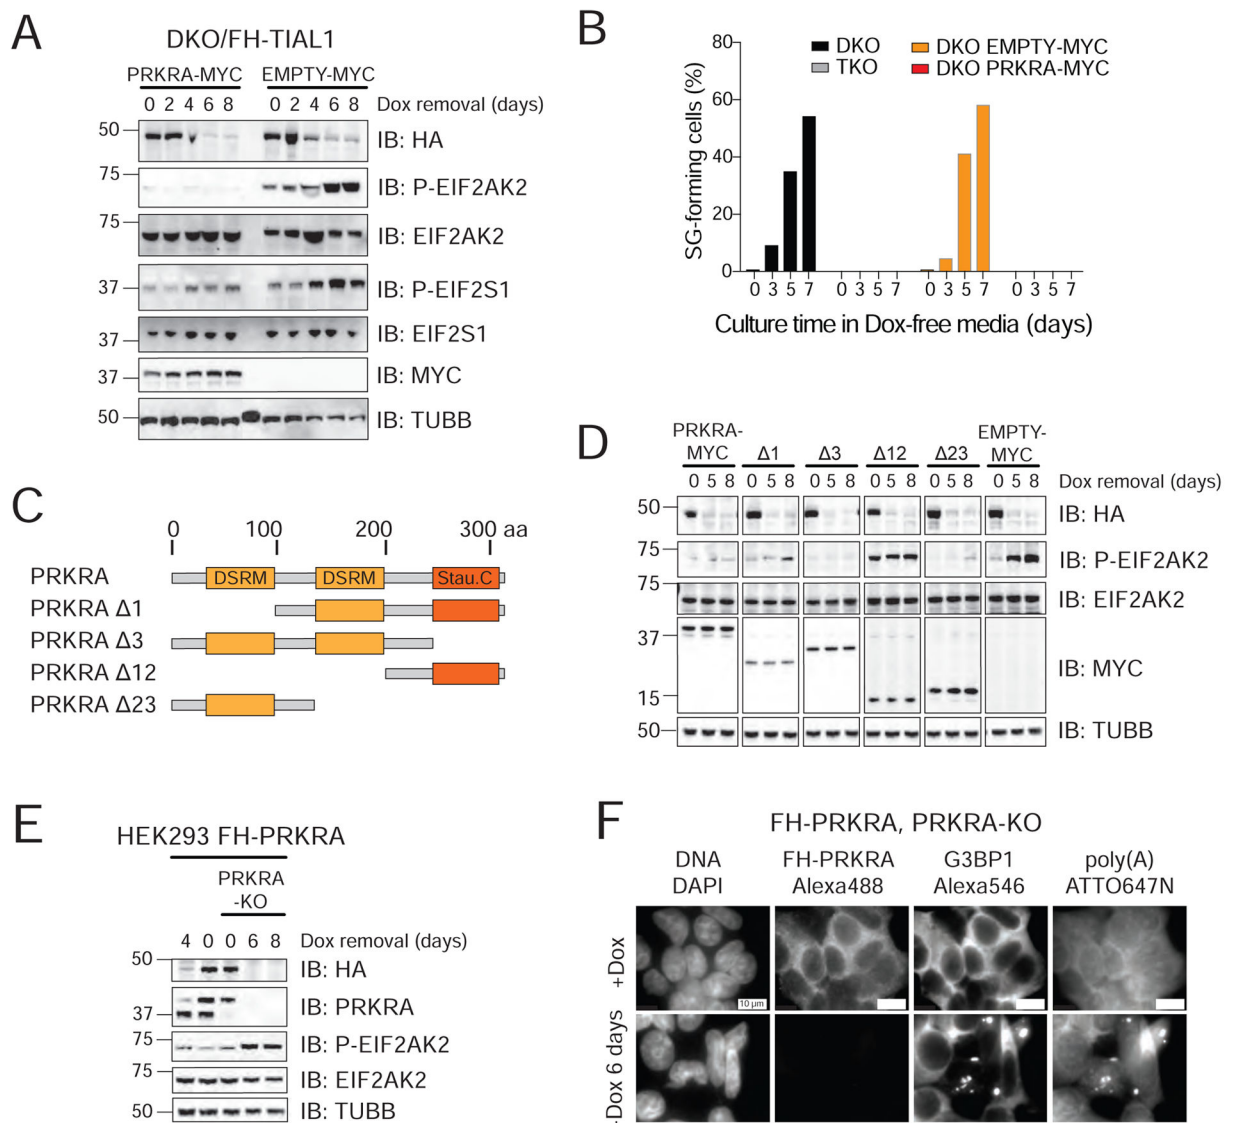 A
DKO/FH-TIAL1
PRKRA-MYC EMPTY-MYC
0 2 4 6 8 0 2 4 6 8 Dox removal (days)
50 IB: HA
75 IB: P-EIF2AK2
75 IB: EIF2AK2
37 IB: P-EIF2S1
37 IB: EIF2S1
37 IB: MYC
50 IB: TUBB
B
DKO DKO EMPTY-MYC
TKO DKO PRKRA-MYC
SG-forming cells (%)
80
60
40
20
0
0 3 5 7 0 3 5 7 0 3 5 7 0 3 5 7
Culture time in Dox-free media (days)
C
0 100 200 300 aa
PRKRA DSRM DSRM Stau.C
PRKRA Δ1
PRKRA Δ3
PRKRA Δ12
PRKRA Δ23
D
PRKRA-
MYC Δ1 Δ3 Δ12 Δ23 EMPTY-
MYC
0 5 8 0 5 8 0 5 8 0 5 8 0 5 8 0 5 8 Dox removal (days)
50 IB: HA
75 IB: P-EIF2AK2
75 IB: EIF2AK2
37
15 IB: MYC
50 IB: TUBB
E
HEK293 FH-PRKRA
PRKRA
-KO
4 0 0 6 8 Dox removal (days)
50 IB: HA
37 IB: PRKRA
75 IB: P-EIF2AK2
75 IB: EIF2AK2
50 IB: TUBB
F
FH-PRKRA, PRKRA-KO
DNA FH-PRKRA G3BP1 poly(A)
DAPI Alexa488 Alexa546 ATTO647N
+Dox
10 µm
-Dox 6 days